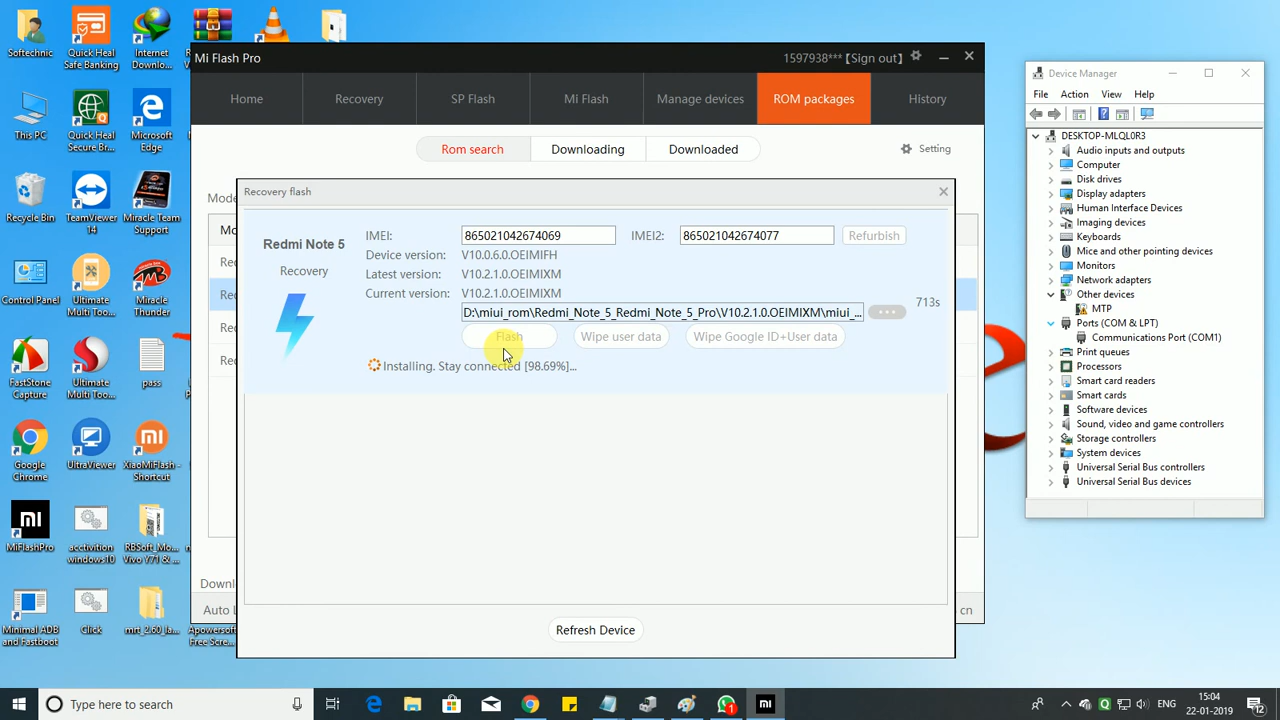 Softechnic
Quick Heal
Safe Banking
Internet
Downlo...
This PC
Quick Heal
Secure Br...
Microsoft
Edge
Recycle Bin
TeamViewer
14
Miracle Team
Support
Control Panel
Ultimate
Multi Too...
Miracle
Thunder
FastStone
Capture
Ultimate
Multi Too...
pass
Google
Chrome
UltraViewer
XiaoMiFlash -
Shortcut
MiFlashPro
acctivition
windows10
RBSoft_Mo...
Vivo Y71 & ...
Minimal ADB
and Fastboot
Click
mrt_2.60_la...
Apowersoft
Free Scre...
Mi Flash Pro
1597938*** 【Sign out】
Home
Recovery
SP Flash
Mi Flash
Manage devices
ROM packages
History
Rom search
Downloading
Downloaded
Setting
Recovery flash
Redmi Note 5
Recovery
IMEI: 865021042674069 IMEI2: 865021042674077 Refurbish
Device version: V10.0.6.0.OEIMIFH
Latest version: V10.2.1.0.OEIMIXM
Current version: V10.2.1.0.OEIMIXM
713s
D:\miui_rom\Redmi_Note_5_Redmi_Note_5_Pro\V10.2.1.0.OEIMIXM\miui_...
Flash Wipe user data Wipe Google ID+User data
Installing. Stay connected [98.69%]...
Refresh Device
cn
Device Manager
File Action View Help
DESKTOP-MLQL0R3
Audio inputs and outputs
Computer
Disk drives
Display adapters
Human Interface Devices
Imaging devices
Keyboards
Mice and other pointing devices
Monitors
Network adapters
Other devices
MTP
Ports (COM & LPT)
Communications Port (COM1)
Print queues
Processors
Smart card readers
Smart cards
Software devices
Sound, video and game controllers
Storage controllers
System devices
Universal Serial Bus controllers
Universal Serial Bus devices
Type here to search
ENG
15:04
22-01-2019
12